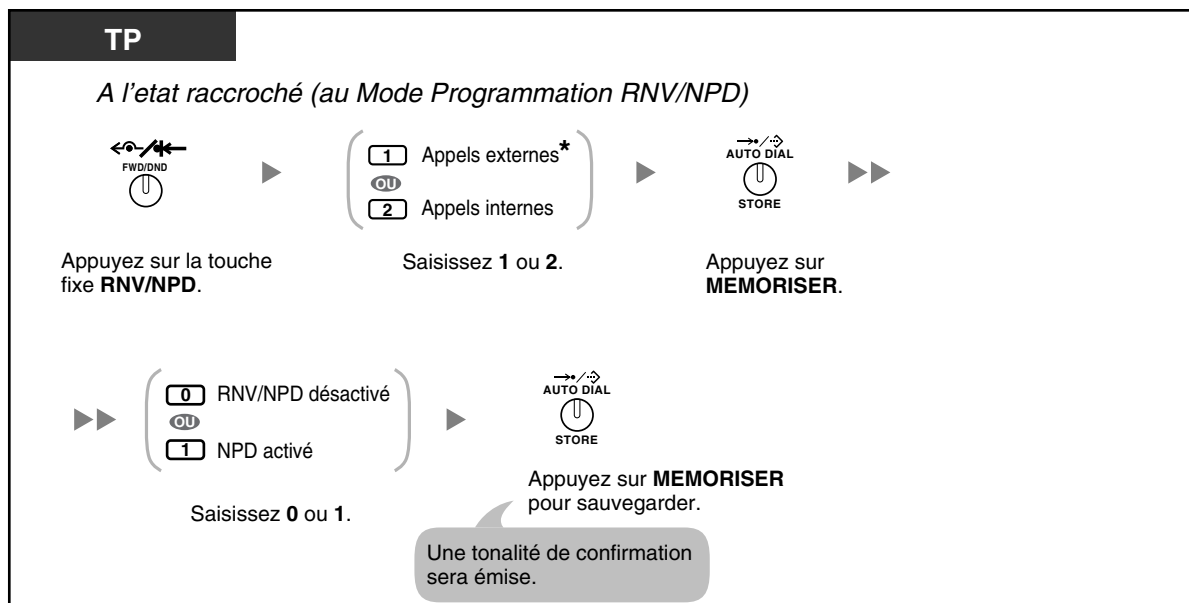 TP
A l'etat raccroché (au Mode Programmation RNV/NPD)
FWD/DND
1 Appels externes*
OU
2 Appels internes
AUTO DIAL
STORE
Appuyez sur la touche
fixe RNV/NPD.
Saisissez 1 ou 2.
Appuyez sur
MEMORISER.
0 RNV/NPD désactivé
OU
1 NPD activé
AUTO DIAL
STORE
Saisissez 0 ou 1.
Appuyez sur MEMORISER
pour sauvegarder.
Une tonalité de confirmation
sera émise.